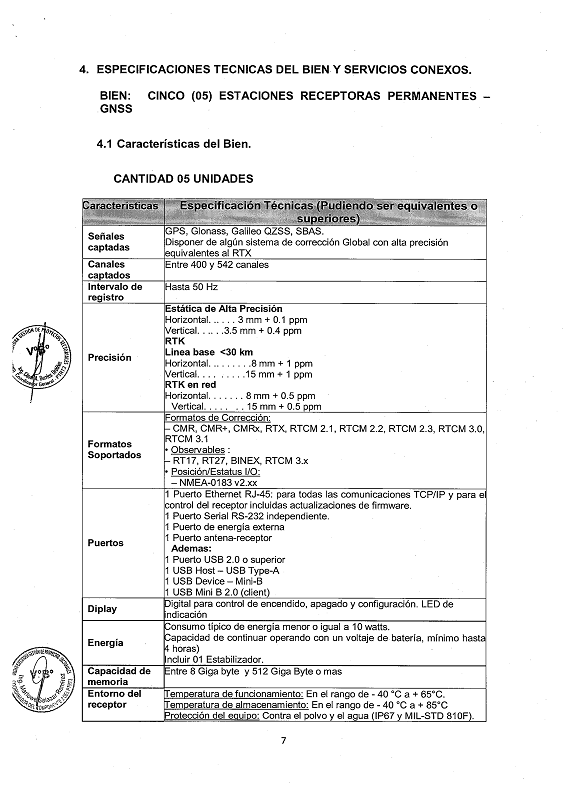 4. ESPECIFICACIONES TECNICAS DEL BIEN Y SERVICIOS CONEXOS.
BIEN: CINCO (05) ESTACIONES RECEPTORAS PERMANENTES –
GNSS
4.1 Características del Bien.
CANTIDAD 05 UNIDADES
Características Especificación Técnicas (Pudiendo ser equivalentes o
superiores)
Señales
captadas
GPS, Glonass, Galileo QZSS, SBAS.
Disponer de algún sistema de corrección Global con alta precisión
equivalentes al RTX
Canales
captados
Entre 400 y 542 canales
Intervalo de
registro
Hasta 50 Hz
Precisión
Estática de Alta Precisión
Horizontal. .. . . . 3 mm + 0.1 ppm
Vertical. . .. . .3.5 mm + 0.4 ppm
RTK
Linea base <30 km
Horizontal. .. . . . . . .8 mm + 1 ppm
Vertical. . . . . . . . .15 mm + 1 ppm
RTK en red
Horizontal. . . . . . . 8 mm + 0.5 ppm
Vertical. . . . . . . 15 mm + 0.5 ppm
Formatos
Soportados
Formatos de Corrección:
– CMR, CMR+, CMRx, RTX, RTCM 2.1, RTCM 2.2, RTCM 2.3, RTCM 3.0,
RTCM 3.1
• Observables :
– RT17, RT27, BINEX, RTCM 3.x
• Posición/Estatus I/O:
– NMEA-0183 v2.xx
Puertos
1 Puerto Ethernet RJ-45: para todas las comunicaciones TCP/IP y para el
control del receptor incluidas actualizaciones de firmware.
1 Puerto Serial RS-232 independiente.
1 Puerto de energía externa
1 Puerto antena-receptor
Ademas:
1 Puerto USB 2.0 o superior
1 USB Host – USB Type-A
1 USB Device – Mini-B
1 USB Mini B 2.0 (client)
Diplay
Digital para control de encendido, apagado y configuración. LED de
indicación
Energía
Consumo típico de energía menor o igual a 10 watts.
Capacidad de continuar operando con un voltaje de batería, mínimo hasta
4 horas)
Incluir 01 Estabilizador.
Capacidad de
memoria
Entre 8 Giga byte y 512 Giga Byte o mas
Entorno del
receptor
Temperatura de funcionamiento: En el rango de - 40 °C a + 65°C.
Temperatura de almacenamiento: En el rango de - 40 °C a + 85°C
Protección del equipo: Contra el polvo y el agua (IP67 y MIL-STD 810F).
7